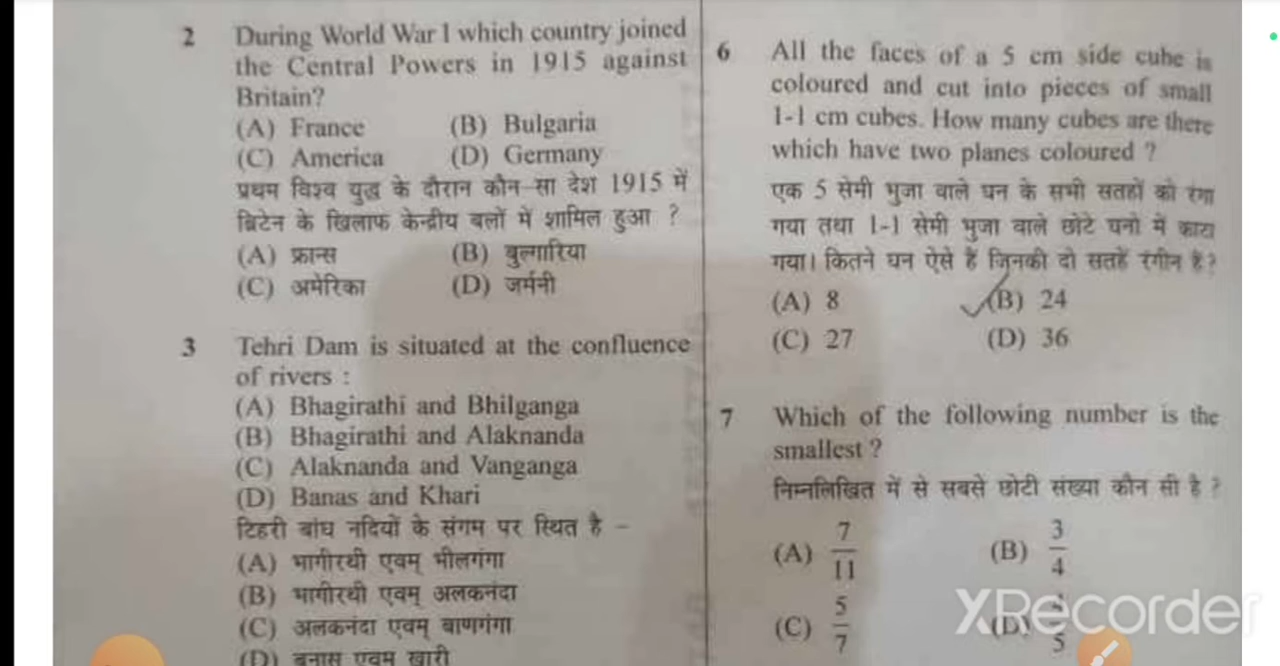 2 During World War I which country joined
the Central Powers in 1915 against
Britain?
(A) France (B) Bulgaria
(C) America (D) Germany
प्रथम विश्व युद्ध के दौरान कौन-सा देश 1915 में
ब्रिटेन के खिलाफ केन्द्रीय बलों में शामिल हुआ ?
(A) फ्रान्स (B) बुल्गारिया
(C) अमेरिका (D) जर्मनी
3 Tehri Dam is situated at the confluence
of rivers :
(A) Bhagirathi and Bhilganga
(B) Bhagirathi and Alaknanda
(C) Alaknanda and Vanganga
(D) Banas and Khari
टिहरी बांध नदियों के संगम पर स्थित है -
(A) भागीरथी एवम् भीलगंगा
(B) भागीरथी एवम् अलकनंदा
(C) अलकनंदा एवम् बाणगंगा
(D) बनास एवम् खारी
6 All the faces of a 5 cm side cube is
coloured and cut into pieces of small
1-1 cm cubes. How many cubes are there
which have two planes coloured ?
एक 5 सेमी भुजा वाले घन के सभी सतहों को रंगा
गया तथा 1-1 सेमी भुजा वाले छोटे घनो में काटा
गया। कितने घन ऐसे हैं जिनकी दो सतहें रंगीन है?
(A) 8 (B) 24
(C) 27 (D) 36
7 Which of the following number is the
smallest ?
निम्नलिखित में से सबसे छोटी संख्या कौन सी है ?
(A) 7/11 (B) 3/4
(C) 5/7 (D) 5
XRecorder